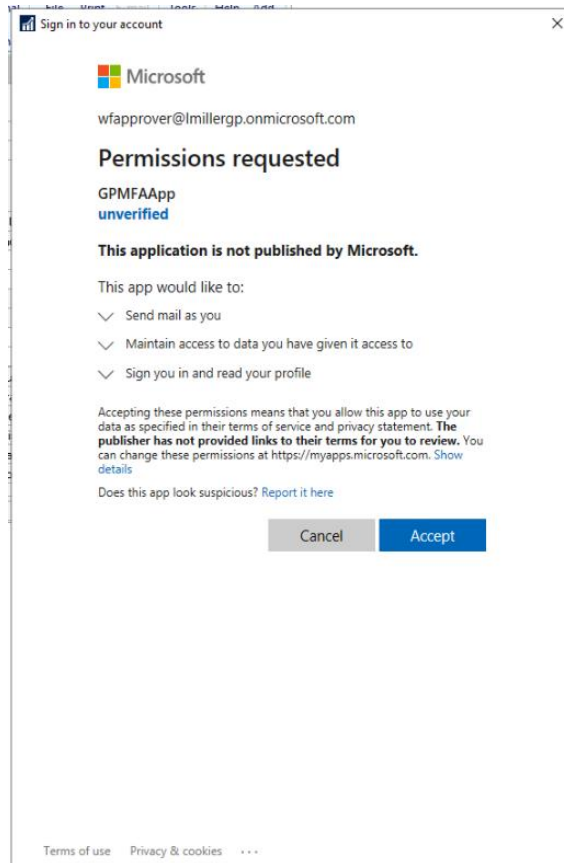 File Print Tools Help Add
Sign in to your account
Microsoft
wfapprover@lmillergp.onmicrosoft.com
Permissions requested
GPMFAApp
unverified
This application is not published by Microsoft.
This app would like to:
Send mail as you
Maintain access to data you have given it access to
Sign you in and read your profile
Accepting these permissions means that you allow this app to use your
data as specified in their terms of service and privacy statement. The
publisher has not provided links to their terms for you to review. You
can change these permissions at https://myapps.microsoft.com. Show
details
Does this app look suspicious? Report it here
Cancel Accept
Terms of use Privacy & cookies ...